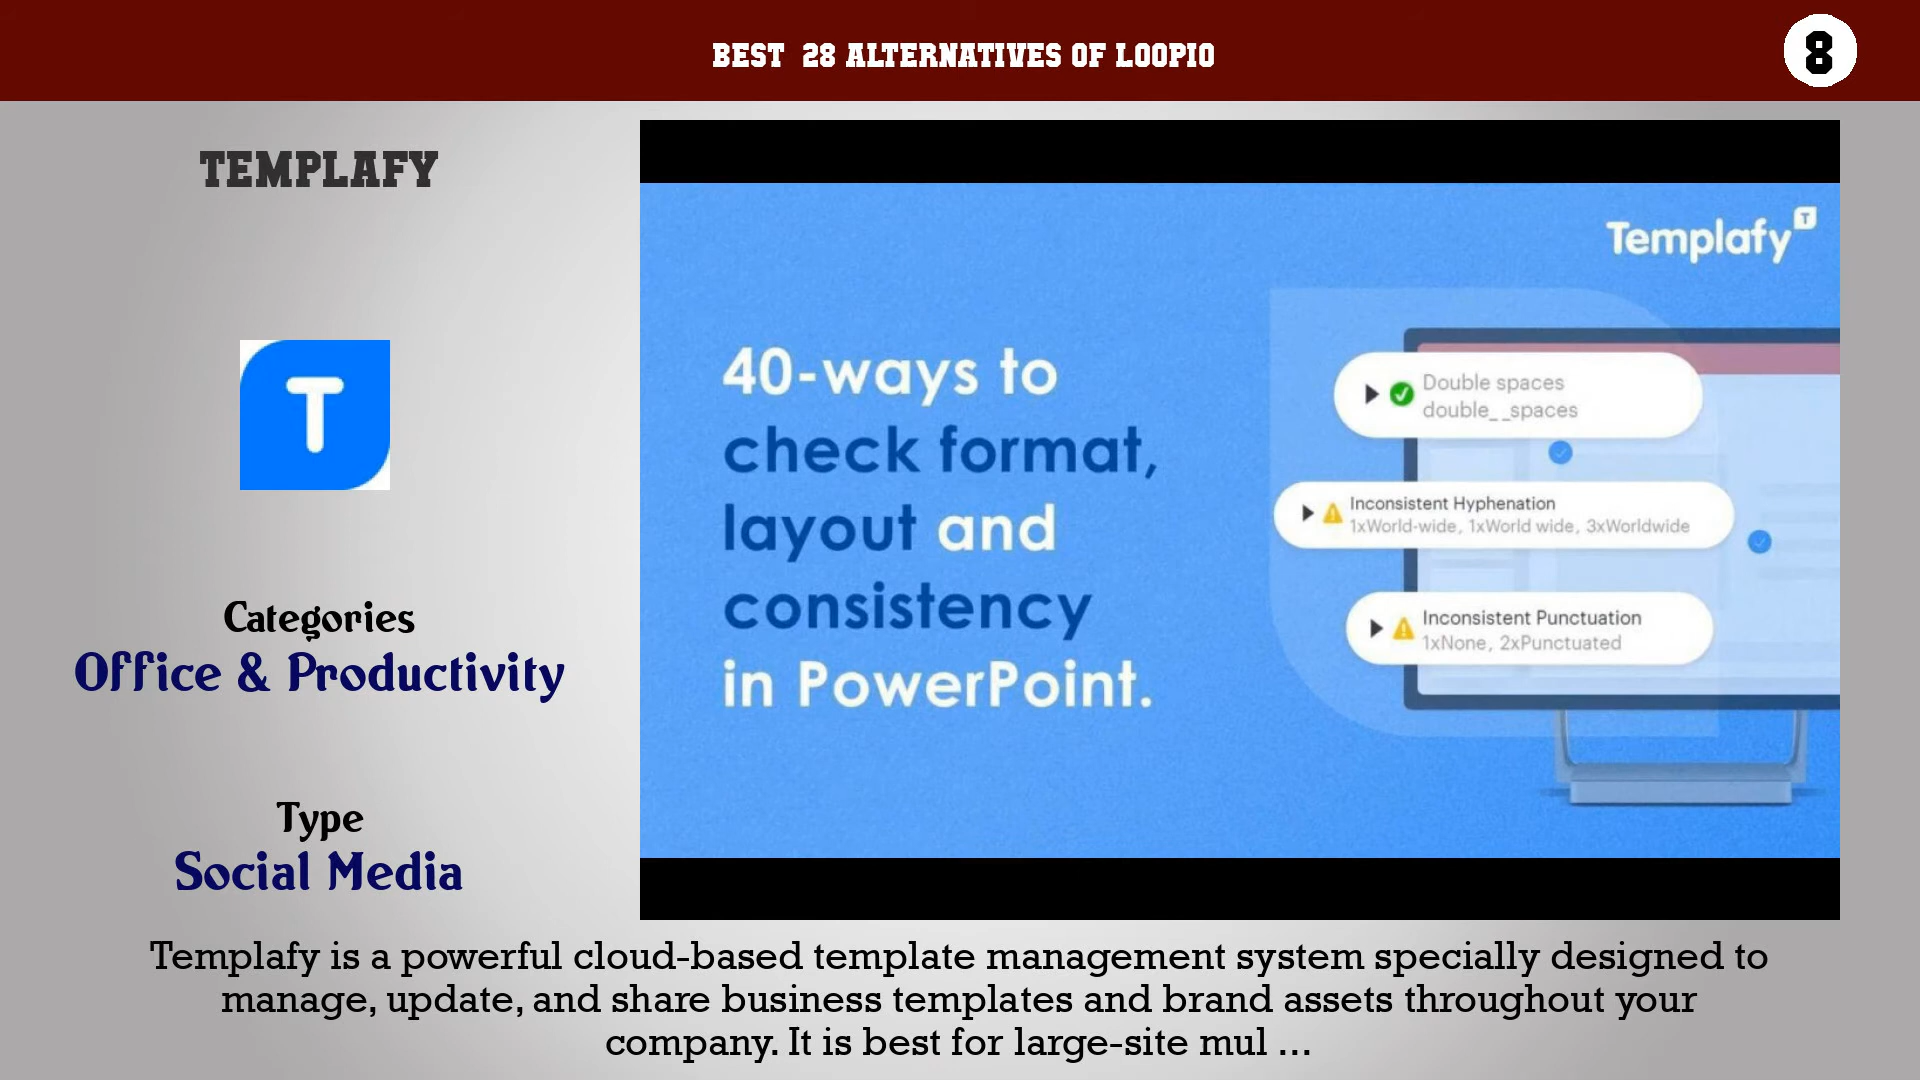 BEST 28 ALTERNATIVES OF LOOPIO
8
TEMPLAFY
T
Categories
Office & Productivity
Type
Social Media
Templafy T
40-ways to
check format,
layout and
consistency
in PowerPoint.
Double spaces
double__spaces
Inconsistent Hyphenation
1xWorld-wide, 1xWorld wide, 3xWorldwide
Inconsistent Punctuation
1xNone, 2xPunctuated
Templafy is a powerful cloud-based template management system specially designed to
manage, update, and share business templates and brand assets throughout your
company. It is best for large-site mul ...